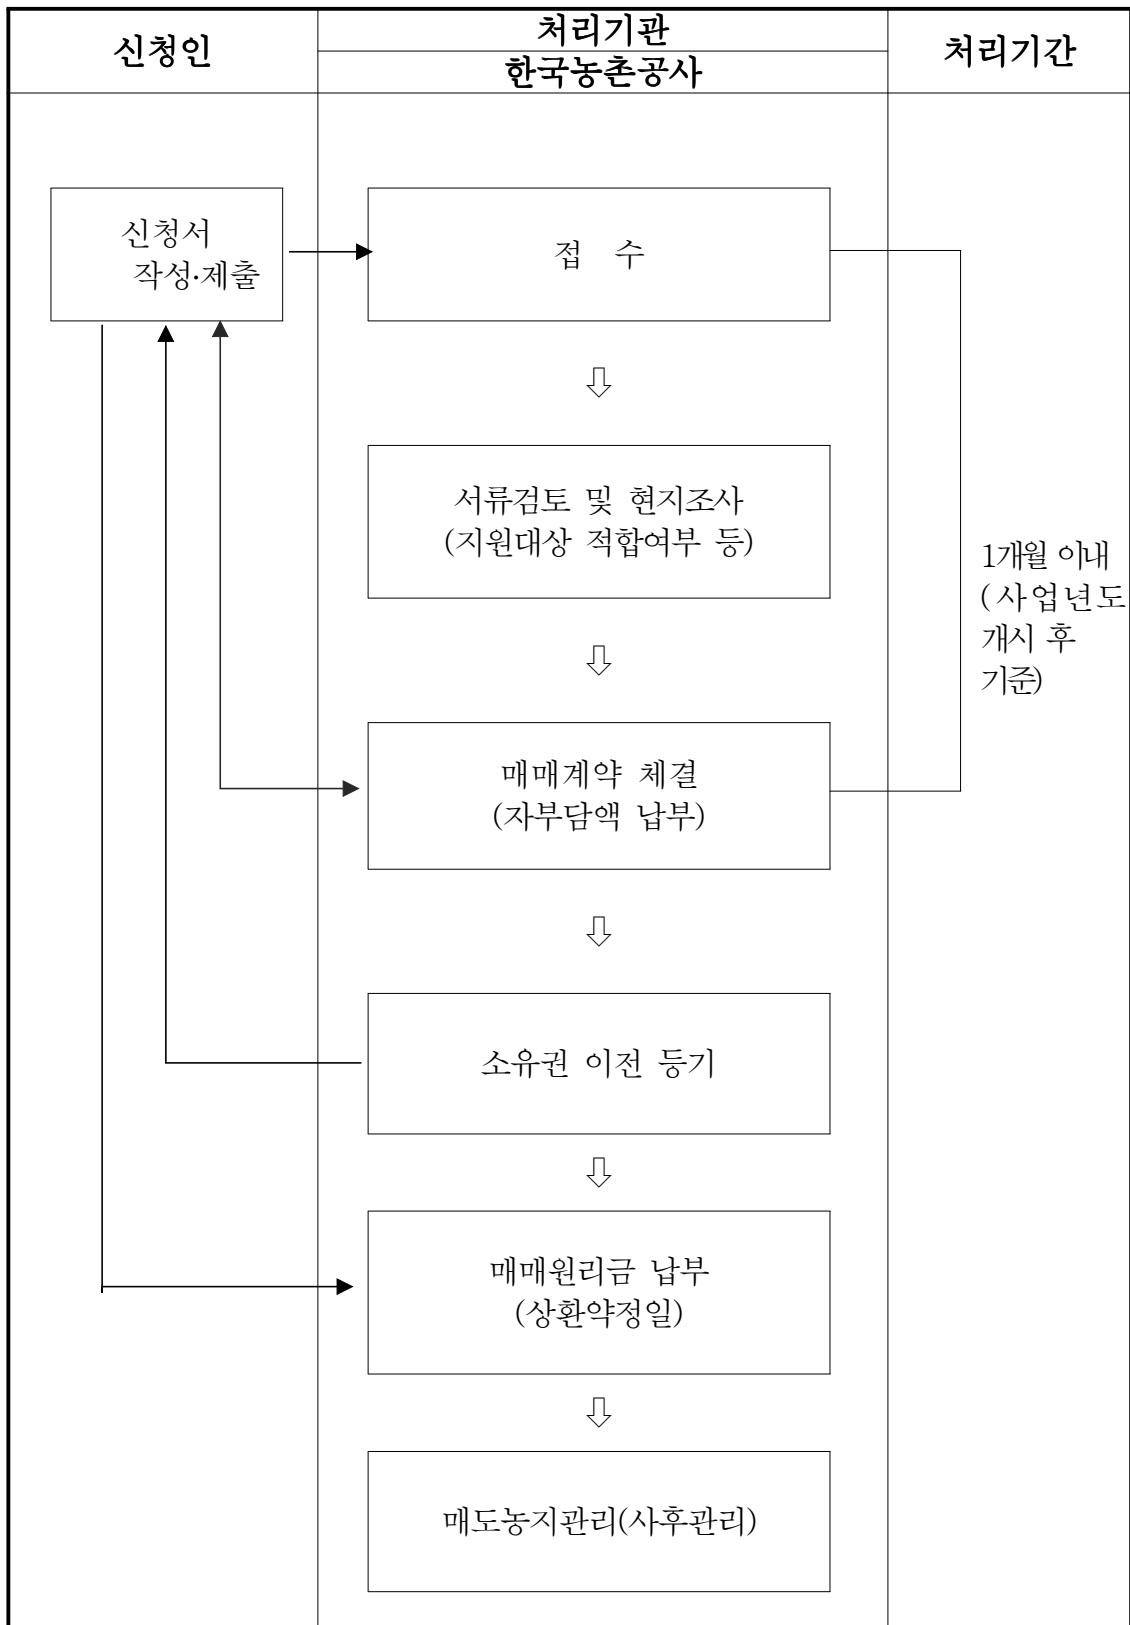 신청인
처리기관
한국농촌공사
처리기간
신청서
작성·제출
접 수
서류검토 및 현지조사
(지원대상 적합여부 등)
1개월 이내
(사업년도
개시 후
기준)
매매계약 체결
(자부담액 납부)
소유권 이전 등기
매매원리금 납부
(상환약정일)
매도농지관리(사후관리)